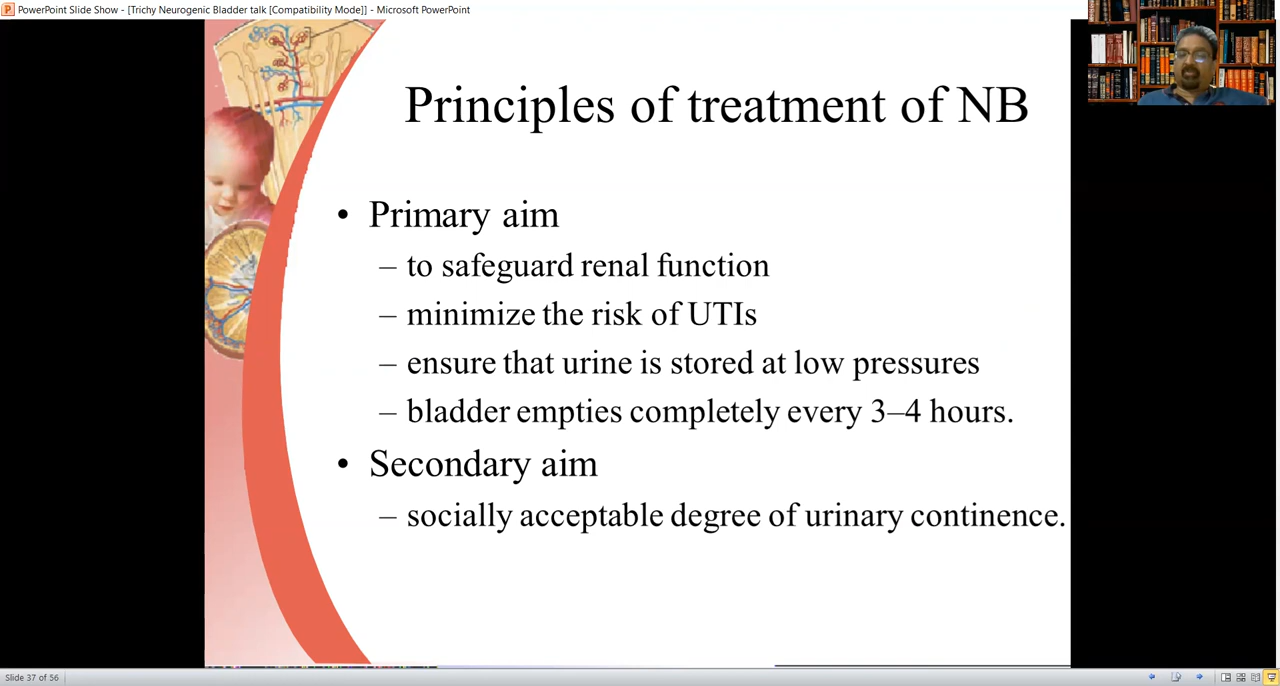 PowerPoint Slide Show - [Trichy Neurogenic Bladder talk [Compatibility Mode]] - Microsoft PowerPoint
Principles of treatment of NB
• Primary aim
– to safeguard renal function
– minimize the risk of UTIs
– ensure that urine is stored at low pressures
– bladder empties completely every 3–4 hours.
• Secondary aim
– socially acceptable degree of urinary continence.
Slide 37 of 56